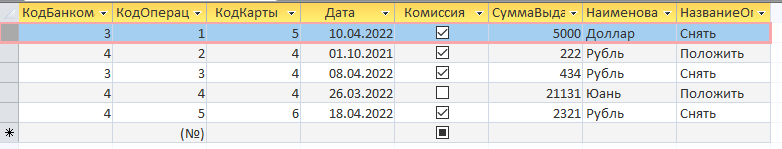 КодБанком КодОперац КодКарты Дата Комиссия СуммаВыда Наименова НазваниеОп
3 1 5 10.04.2022 5000 Доллар Снять
4 2 4 01.10.2021 222 Рубль Положить
3 3 4 08.04.2022 434 Рубль Снять
4 4 4 26.03.2022 21131 Юань Положить
4 5 6 18.04.2022 2321 Рубль Снять
(№)